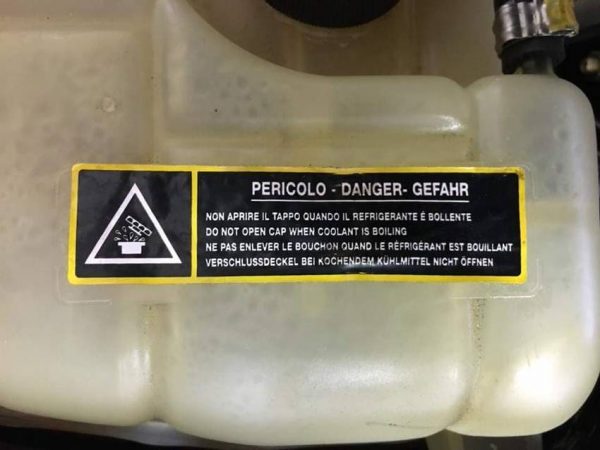 PERICOLO - DANGER- GEFAHR
NON APRIRE IL TAPPO QUANDO IL REFRIGERANTE É BOLLENTE
DO NOT OPEN CAP WHEN COOLANT IS BOILING
NE PAS ENLEVER LE BOUCHON QUAND LE RÉFRIGÉRANT EST BOUILLANT
VERSCHLUSSDECKEL BEI KOCHENDEM KÜHLMITTEL NICHT ÖFFNEN